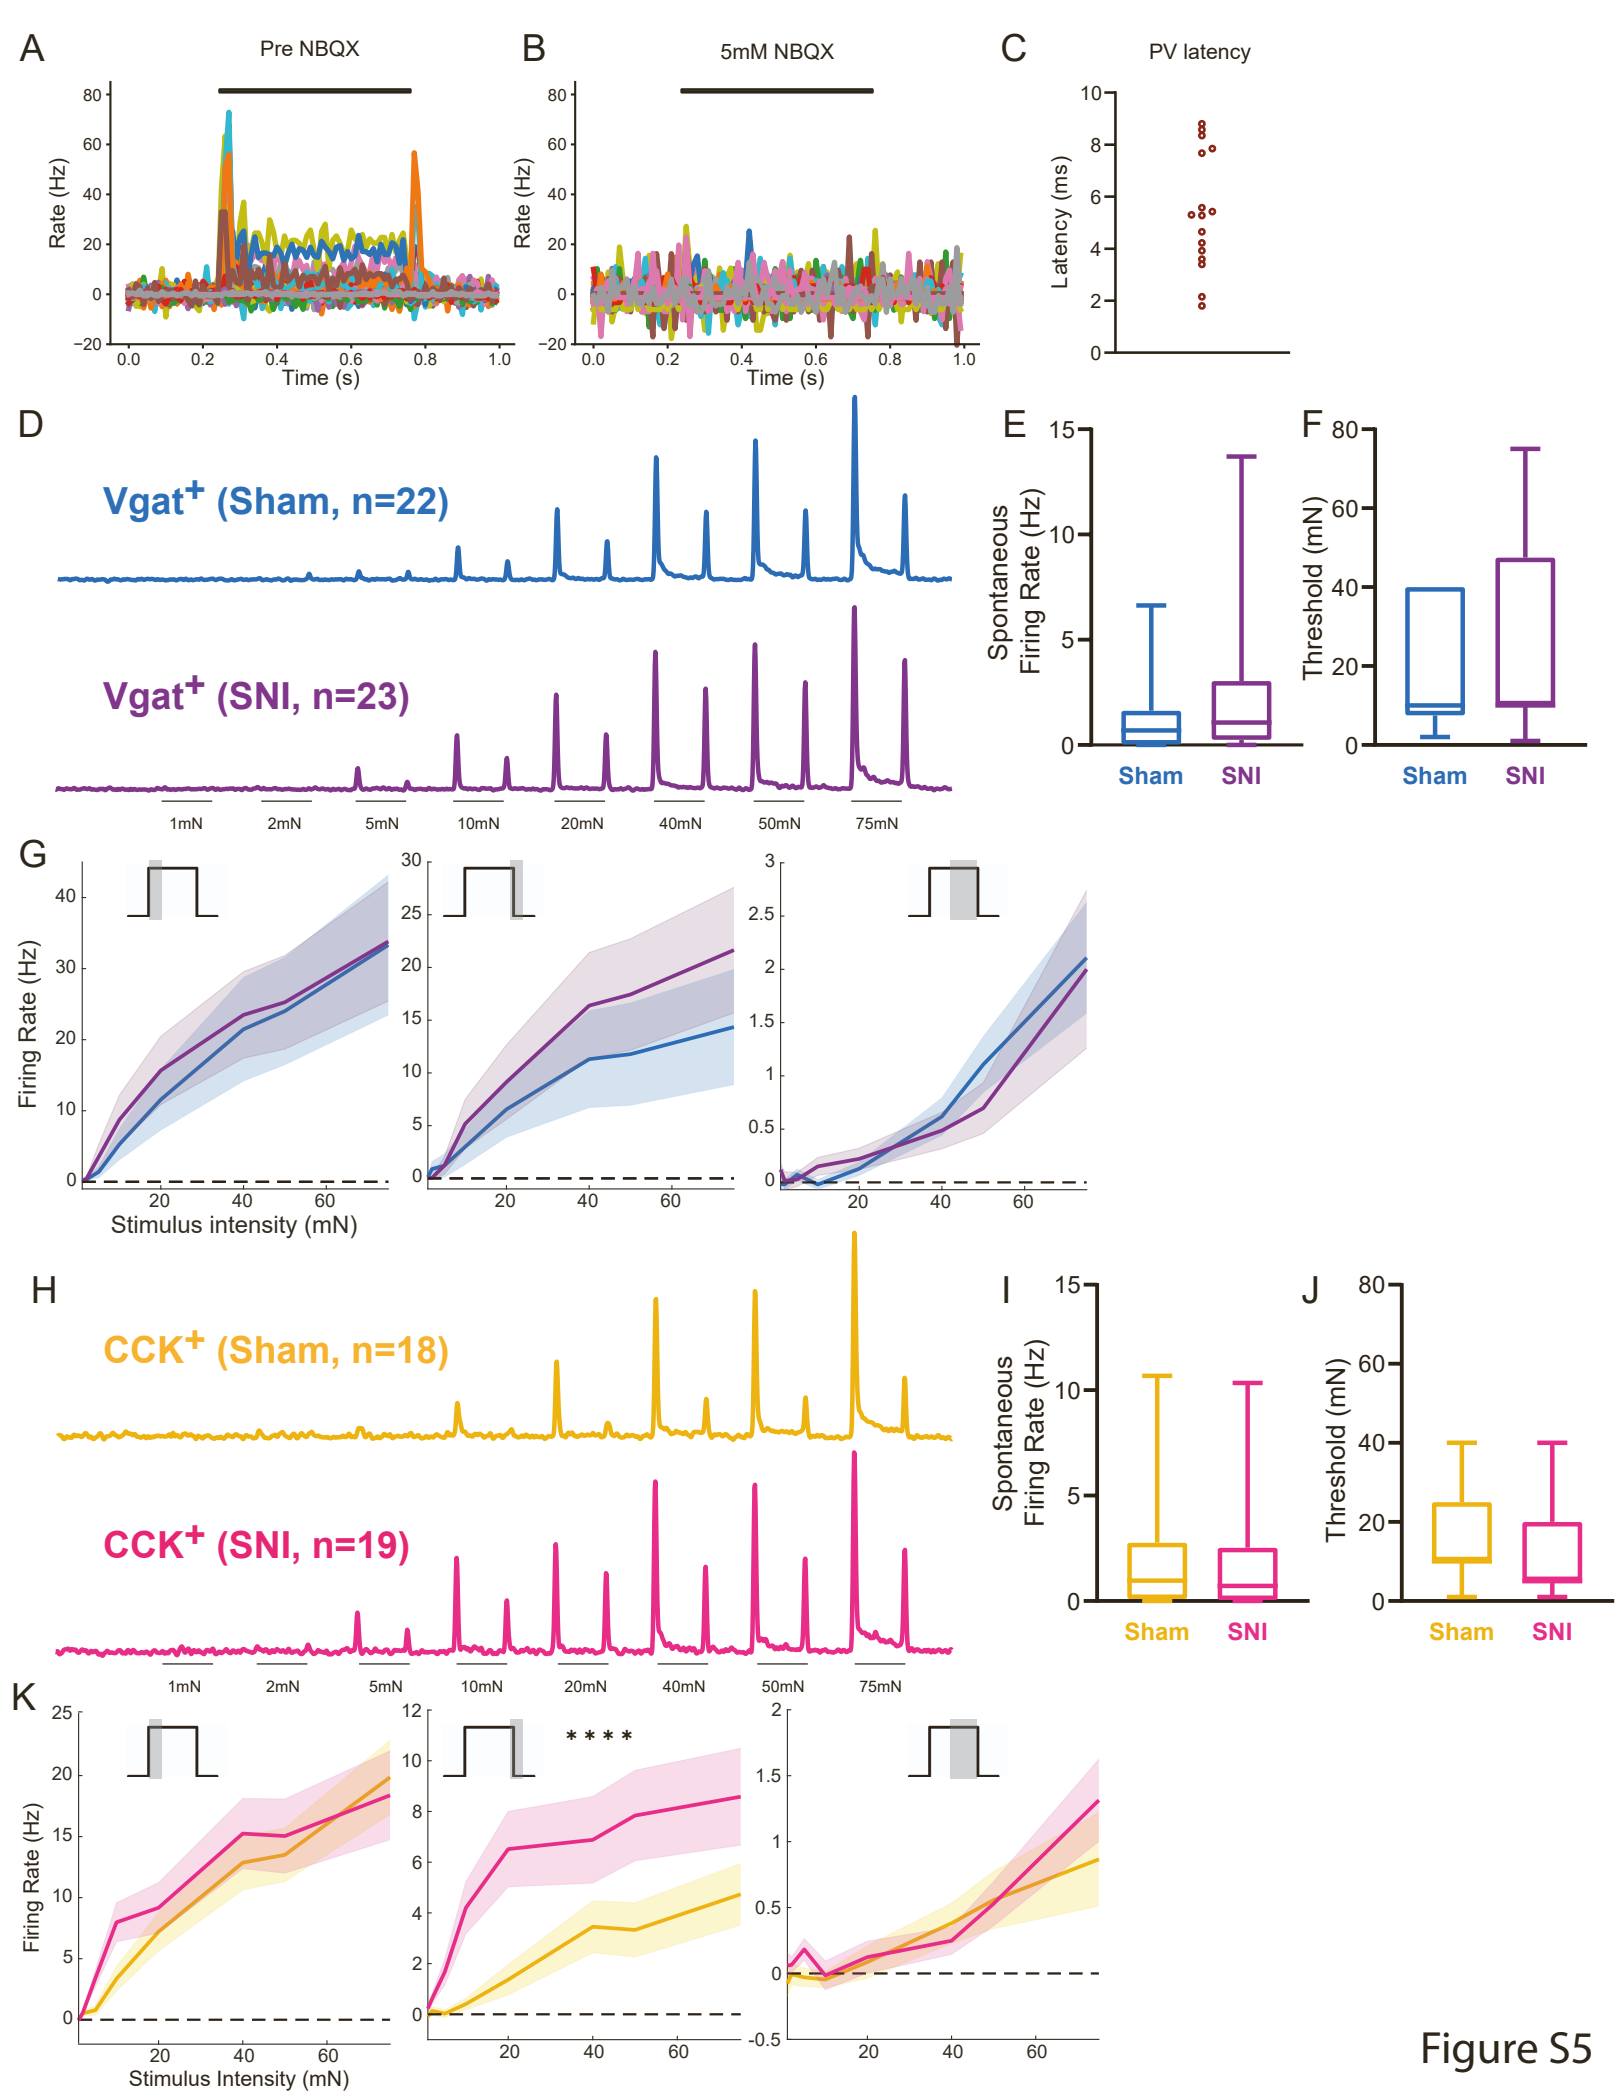 A
Pre NBQX
Rate (Hz)
80
60
40
20
0
−20
0.0
0.2
0.4
0.6
0.8
1.0
Time (s)
B
5mM NBQX
Rate (Hz)
80
60
40
20
0
−20
0.0
0.2
0.4
0.6
0.8
1.0
Time (s)
C
PV latency
Latency (ms)
10
8
6
4
2
0
D
Vgat+ (Sham, n=22)
Vgat+ (SNI, n=23)
1mN
2mN
5mN
10mN
20mN
40mN
50mN
75mN
E
Spontaneous
Firing Rate (Hz)
15
10
5
0
Sham
SNI
F
Threshold (mN)
80
60
40
20
0
Sham
SNI
G
Firing Rate (Hz)
40
30
20
10
0
20
40
60
Stimulus intensity (mN)
30
25
20
15
10
5
0
20
40
60
3
2.5
2
1.5
1
0.5
0
20
40
60
H
CCK+ (Sham, n=18)
CCK+ (SNI, n=19)
1mN
2mN
5mN
10mN
20mN
40mN
50mN
75mN
I
Spontaneous
Firing Rate (Hz)
15
10
5
0
Sham
SNI
J
Threshold (mN)
80
60
40
20
0
Sham
SNI
K
Firing Rate (Hz)
25
20
15
10
5
0
20
40
60
Stimulus Intensity (mN)
****
12
10
8
6
4
2
0
20
40
60
2
1.5
1
0.5
0
-0.5
20
40
60
Figure S5